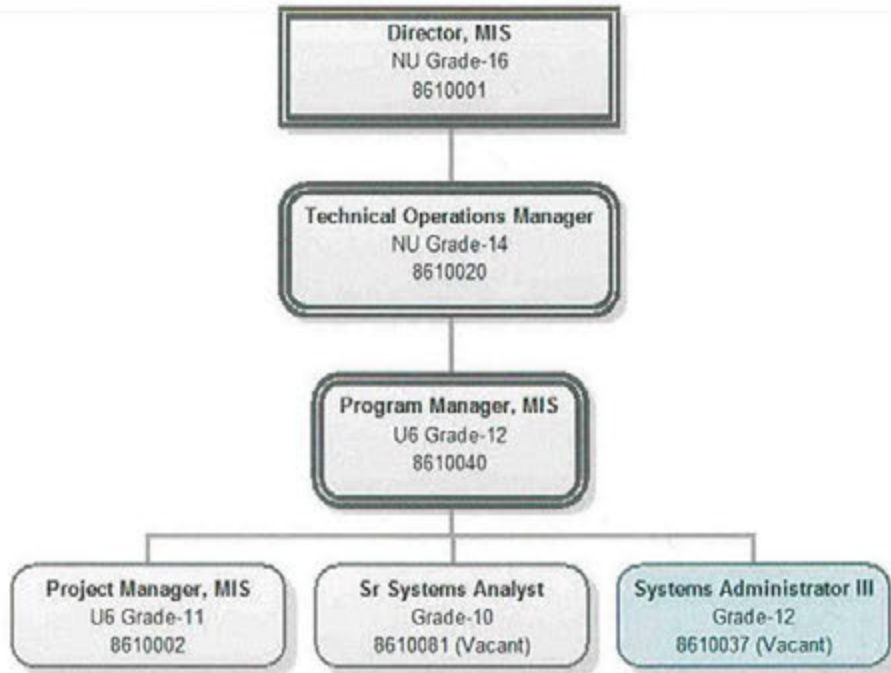 Director, MIS
NU Grade-16
8610001
Technical Operations Manager
NU Grade-14
8610020
Program Manager, MIS
U6 Grade-12
8610040
Project Manager, MIS
U6 Grade-11
8610002
Sr Systems Analyst
Grade-10
8610081 (Vacant)
Systems Administrator III
Grade-12
8610037 (Vacant)